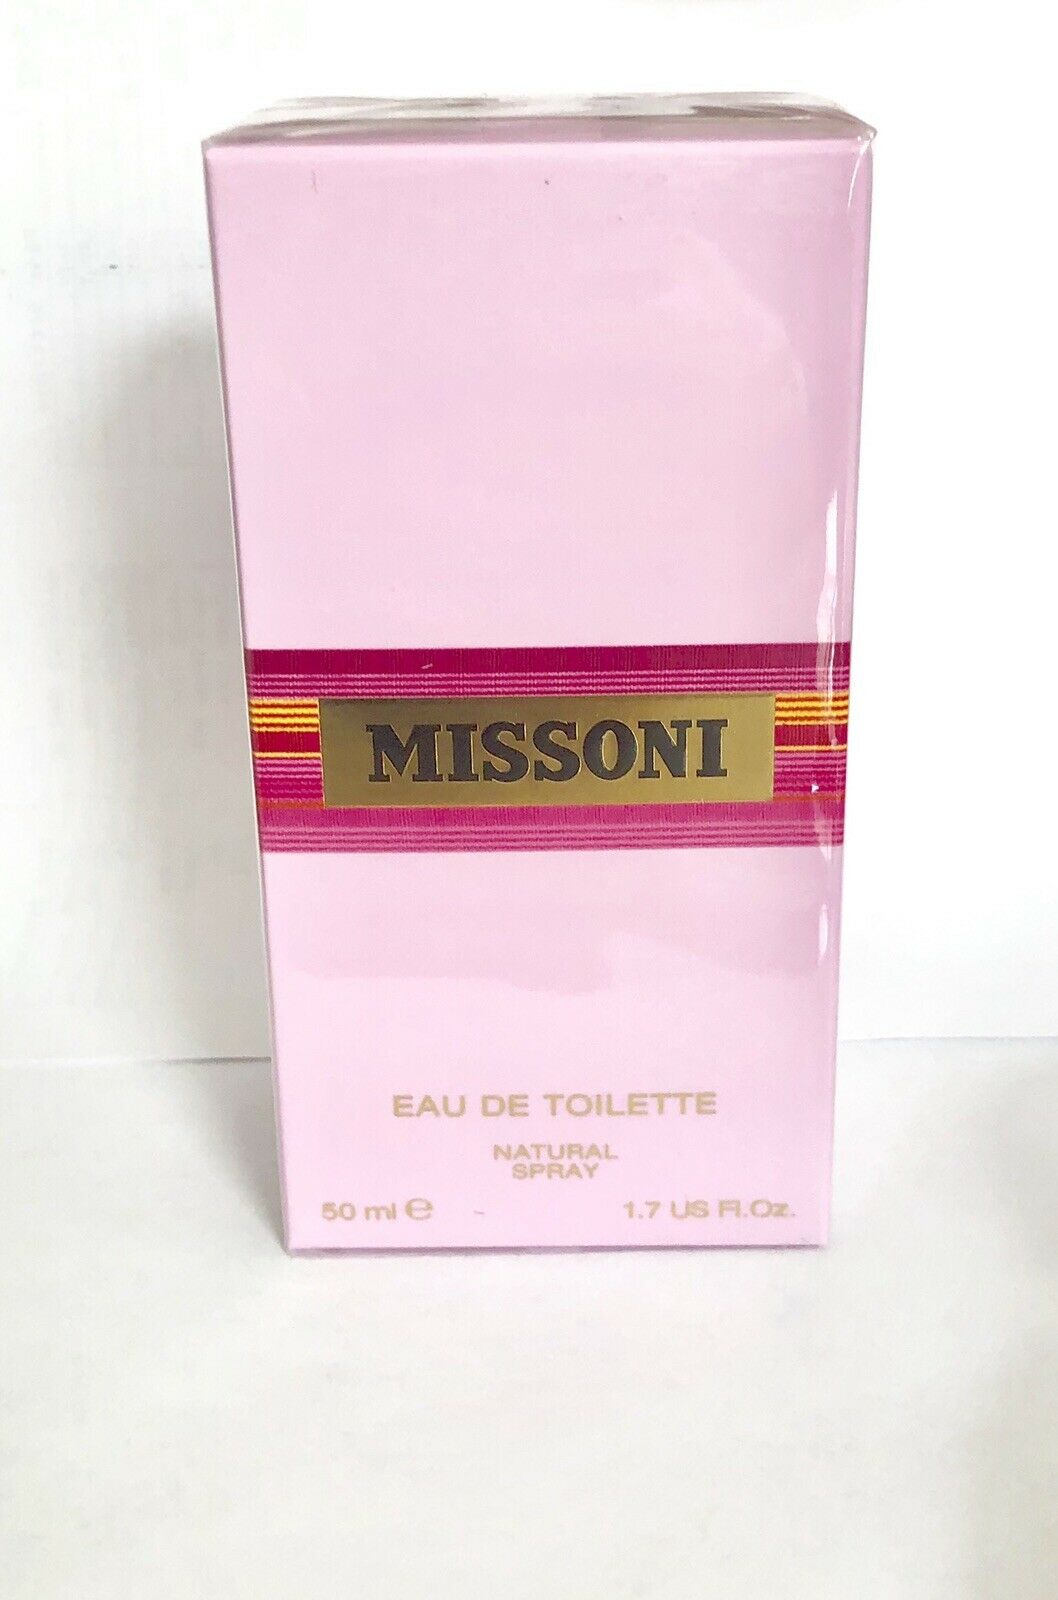 MISSONI
EAU DE TOILETTE
NATURAL
SPRAY
50 ml e 1.7 US Fl.Oz.